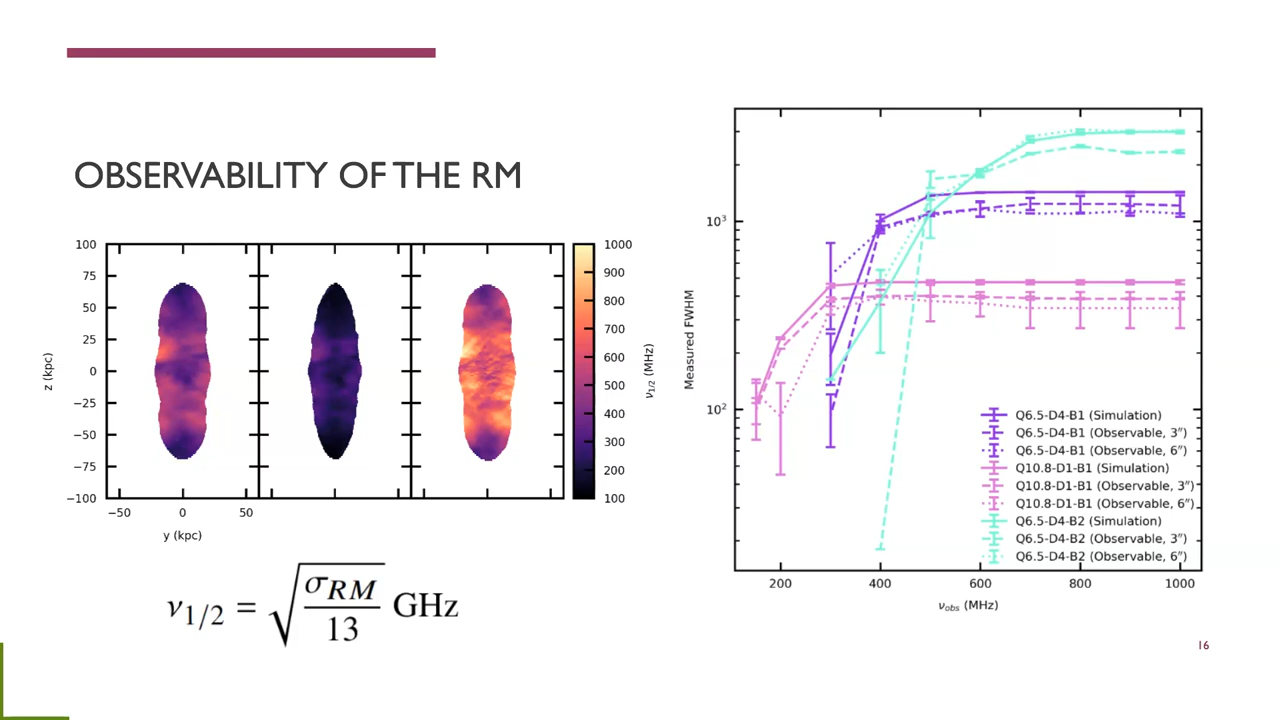 OBSERVABILITY OF THE RM
100
75
50
25
0
−25
−50
−75
−100
z (kpc)
−50 0 50
y (kpc)
1000
900
800
700
600
500
400
300
200
100
ν1/2 (MHz)
ν1/2 = √(σRM/13) GHz
Measured FWHM
10³
10²
200 400 600 800 1000
νobs (MHz)
Q6.5-D4-B1 (Simulation)
Q6.5-D4-B1 (Observable, 3″)
Q6.5-D4-B1 (Observable, 6″)
Q10.8-D1-B1 (Simulation)
Q10.8-D1-B1 (Observable, 3″)
Q10.8-D1-B1 (Observable, 6″)
Q6.5-D4-B2 (Simulation)
Q6.5-D4-B2 (Observable, 3″)
Q6.5-D4-B2 (Observable, 6″)
16